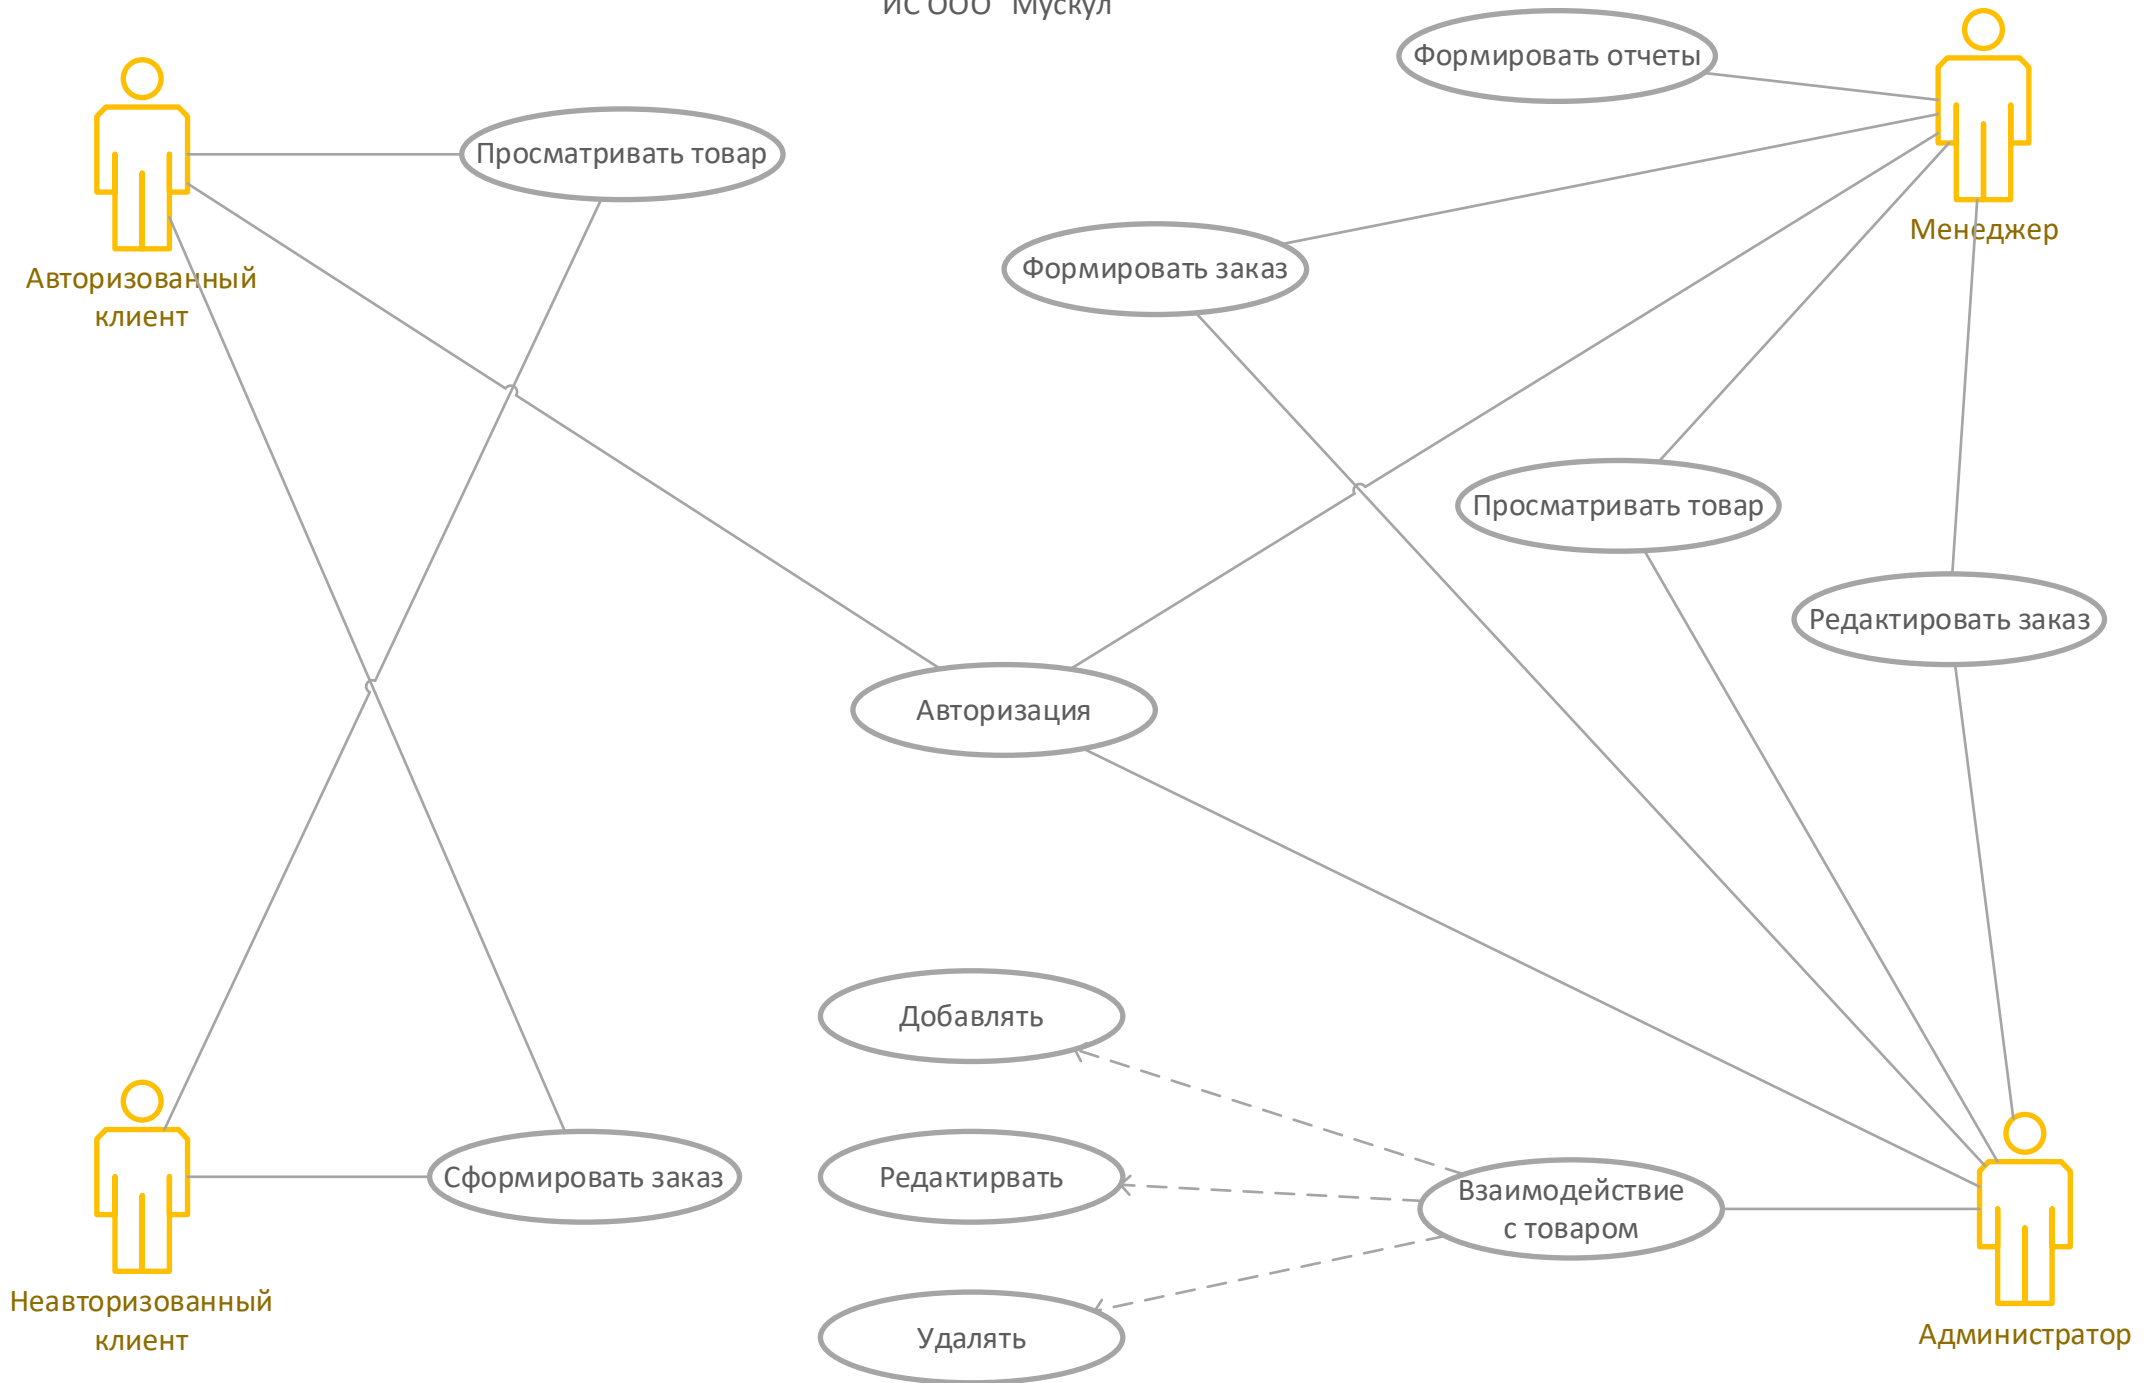 ИС ООО "Мускул
Формировать отчеты
Просматривать товар
Менеджер
Формировать заказ
Авторизованный
клиент
Просматривать товар
Редактировать заказ
Авторизация
Добавлять
Сформировать заказ
Редактирвать
Взаимодействие
с товаром
Неавторизованный
клиент
Удалять
Администратор